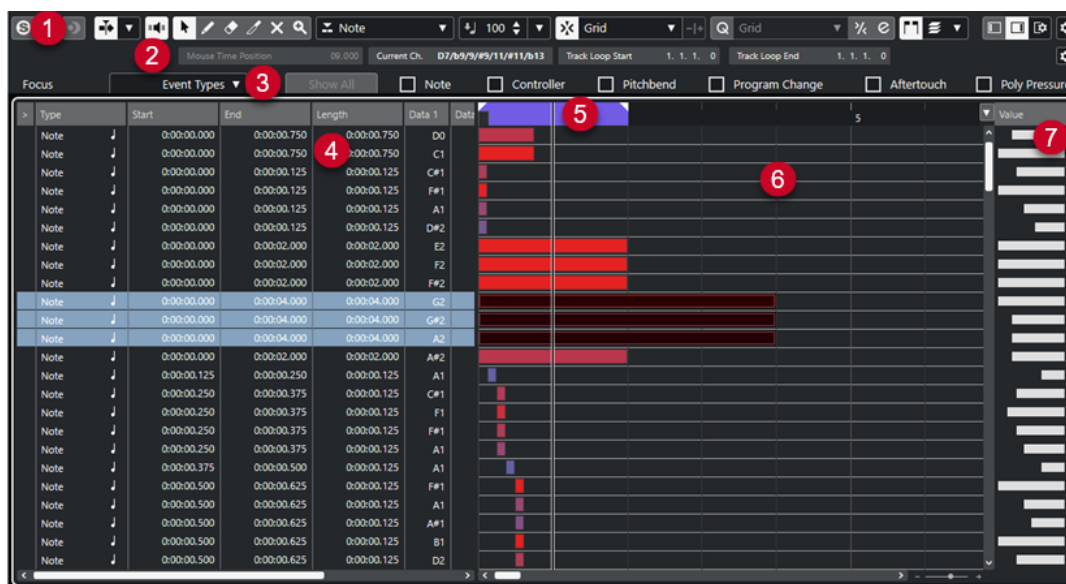 1 Note 100 Grid Q Grid
2 Mouse Time Position 09.000 Current Ch. D7/b9/9/#9/11/#11/b13 Track Loop Start 1. 1. 1. 0 Track Loop End 1. 1. 1. 0
Focus Event Types 3 Show All Note Controller Pitchbend Program Change Aftertouch Poly Pressure
> Type Start End Length Data 1 Data 5 5 Value
Note 0:00:00.000 0:00:00.750 0:00:00.750 D0 7
Note 0:00:00.000 0:00:00.750 4 0:00:00.750 C1
Note 0:00:00.000 0:00:00.125 0:00:00.125 C#1 6
Note 0:00:00.000 0:00:00.125 0:00:00.125 F#1
Note 0:00:00.000 0:00:00.125 0:00:00.125 A1
Note 0:00:00.000 0:00:00.125 0:00:00.125 D#2
Note 0:00:00.000 0:00:02.000 0:00:02.000 E2
Note 0:00:00.000 0:00:02.000 0:00:02.000 F2
Note 0:00:00.000 0:00:02.000 0:00:02.000 F#2
Note 0:00:00.000 0:00:04.000 0:00:04.000 G2
Note 0:00:00.000 0:00:04.000 0:00:04.000 G#2
Note 0:00:00.000 0:00:04.000 0:00:04.000 A2
Note 0:00:00.000 0:00:02.000 0:00:02.000 A#2
Note 0:00:00.125 0:00:00.250 0:00:00.125 A1
Note 0:00:00.250 0:00:00.375 0:00:00.125 C#1
Note 0:00:00.250 0:00:00.375 0:00:00.125 F1
Note 0:00:00.250 0:00:00.375 0:00:00.125 F#1
Note 0:00:00.250 0:00:00.375 0:00:00.125 A1
Note 0:00:00.375 0:00:00.500 0:00:00.125 A1
Note 0:00:00.500 0:00:00.625 0:00:00.125 F#1
Note 0:00:00.500 0:00:00.625 0:00:00.125 A1
Note 0:00:00.500 0:00:00.625 0:00:00.125 A#1
Note 0:00:00.500 0:00:00.625 0:00:00.125 B1
Note 0:00:00.500 0:00:00.625 0:00:00.125 D2